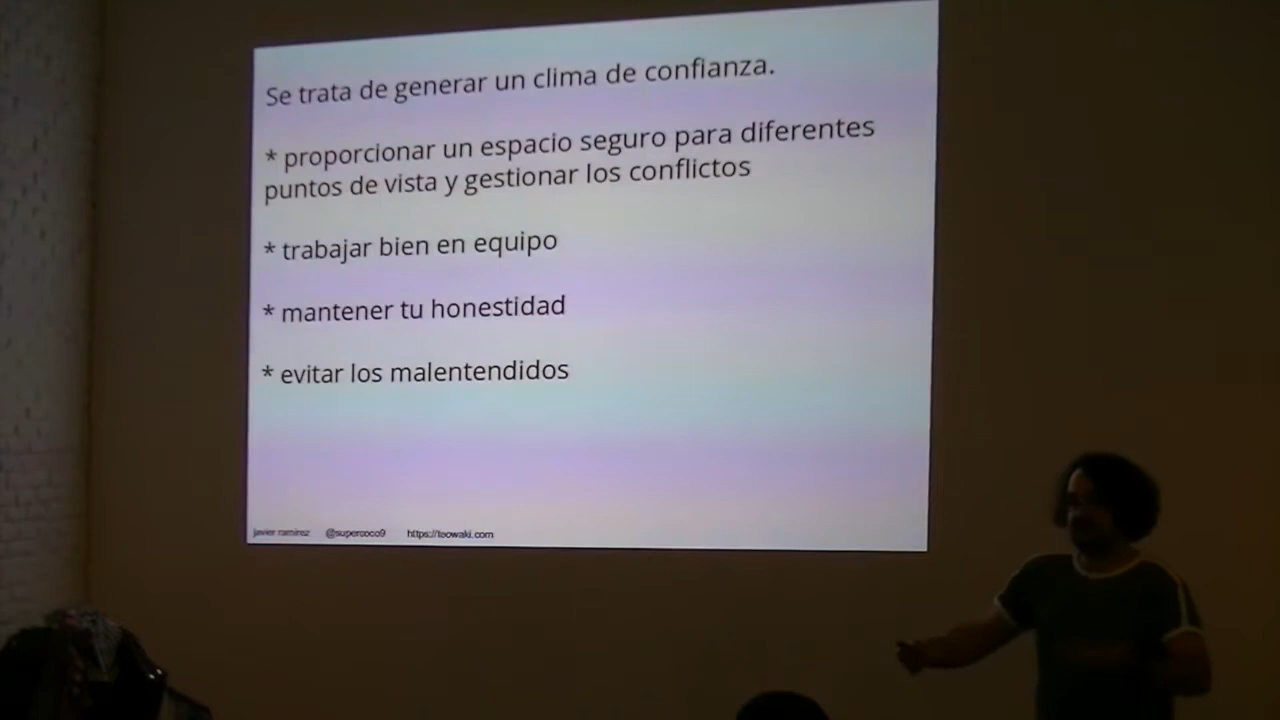 Se trata de generar un clima de confianza.
* proporcionar un espacio seguro para diferentes
puntos de vista y gestionar los conflictos
* trabajar bien en equipo
* mantener tu honestidad
* evitar los malentendidos
javier ramirez @supercoco9 https://teowaki.com